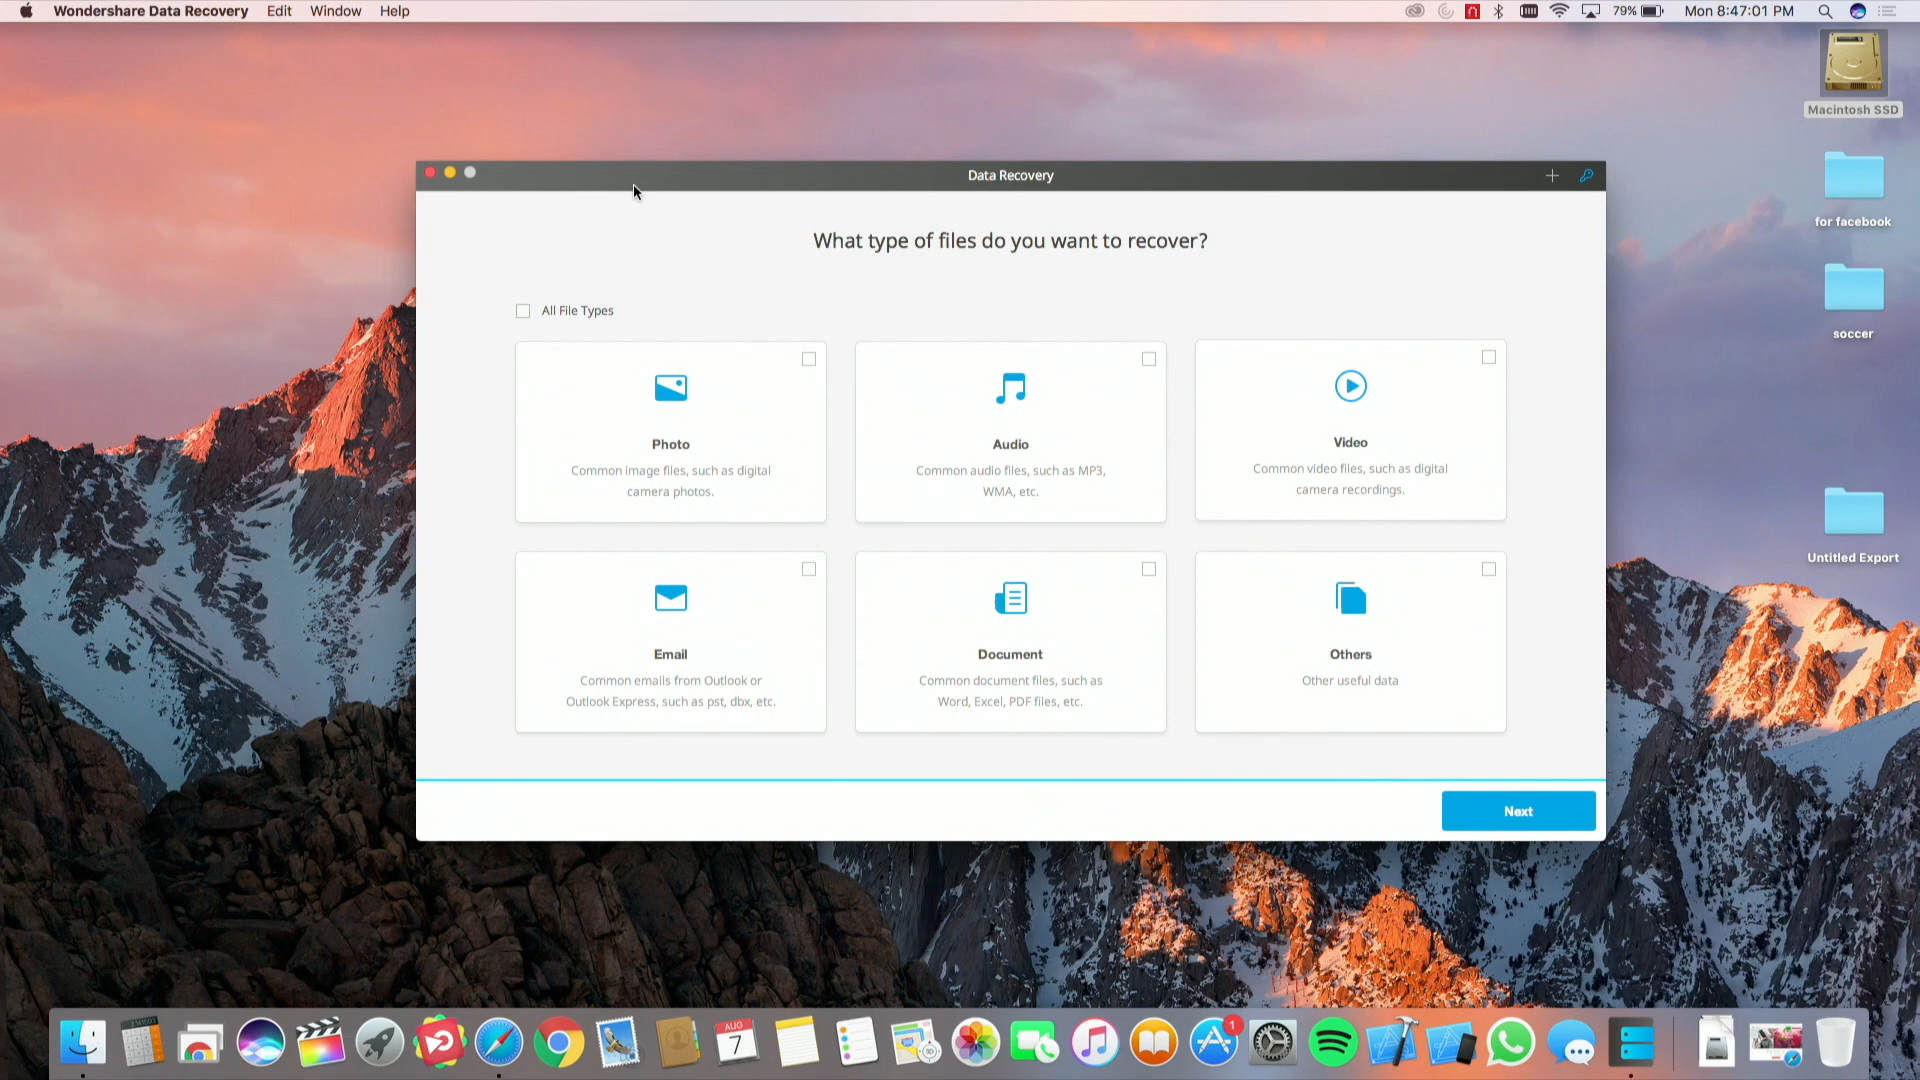 Wondershare Data Recovery Edit Window Help 79% Mon 8:47:01 PM
Macintosh SSD
Data Recovery
for facebook
What type of files do you want to recover?
All File Types
soccer
Photo
Common image files, such as digital
camera photos.
Audio
Common audio files, such as MP3,
WMA, etc.
Video
Common video files, such as digital
camera recordings.
Untitled Export
Email
Common emails from Outlook or
Outlook Express, such as pst, dbx, etc.
Document
Common document files, such as
Word, Excel, PDF files, etc.
Others
Other useful data
Next
AUG
7
1